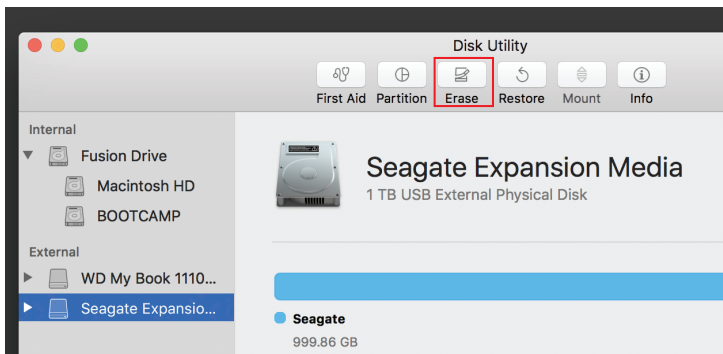 Disk Utility
First Aid Partition Erase Restore Mount Info
Internal
Fusion Drive
Macintosh HD
BOOTCAMP
External
WD My Book 1110...
Seagate Expansio...
Seagate Expansion Media
1 TB USB External Physical Disk
Seagate
999.86 GB